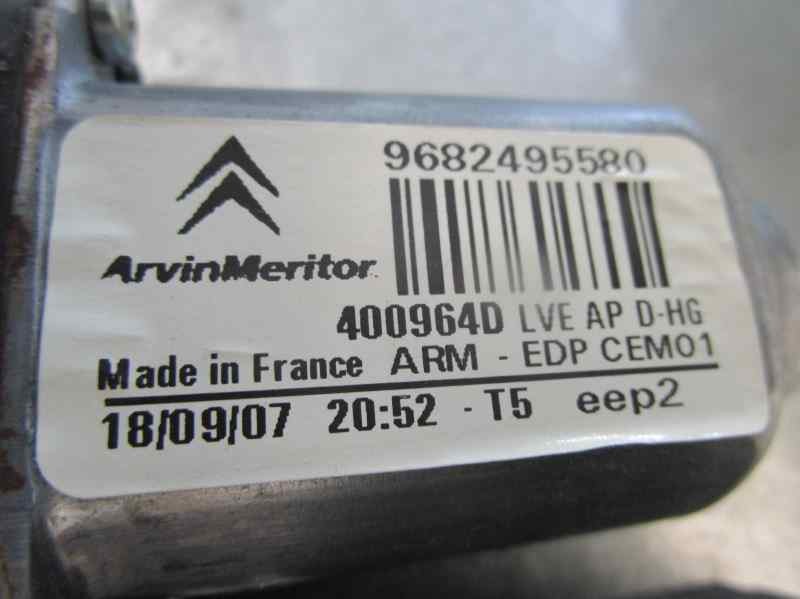 9682495580
ArvinMeritor
400964D LVE AP D-HG
Made in France ARM - EDP CEM01
18/09/07 20:52 - T5 eep2